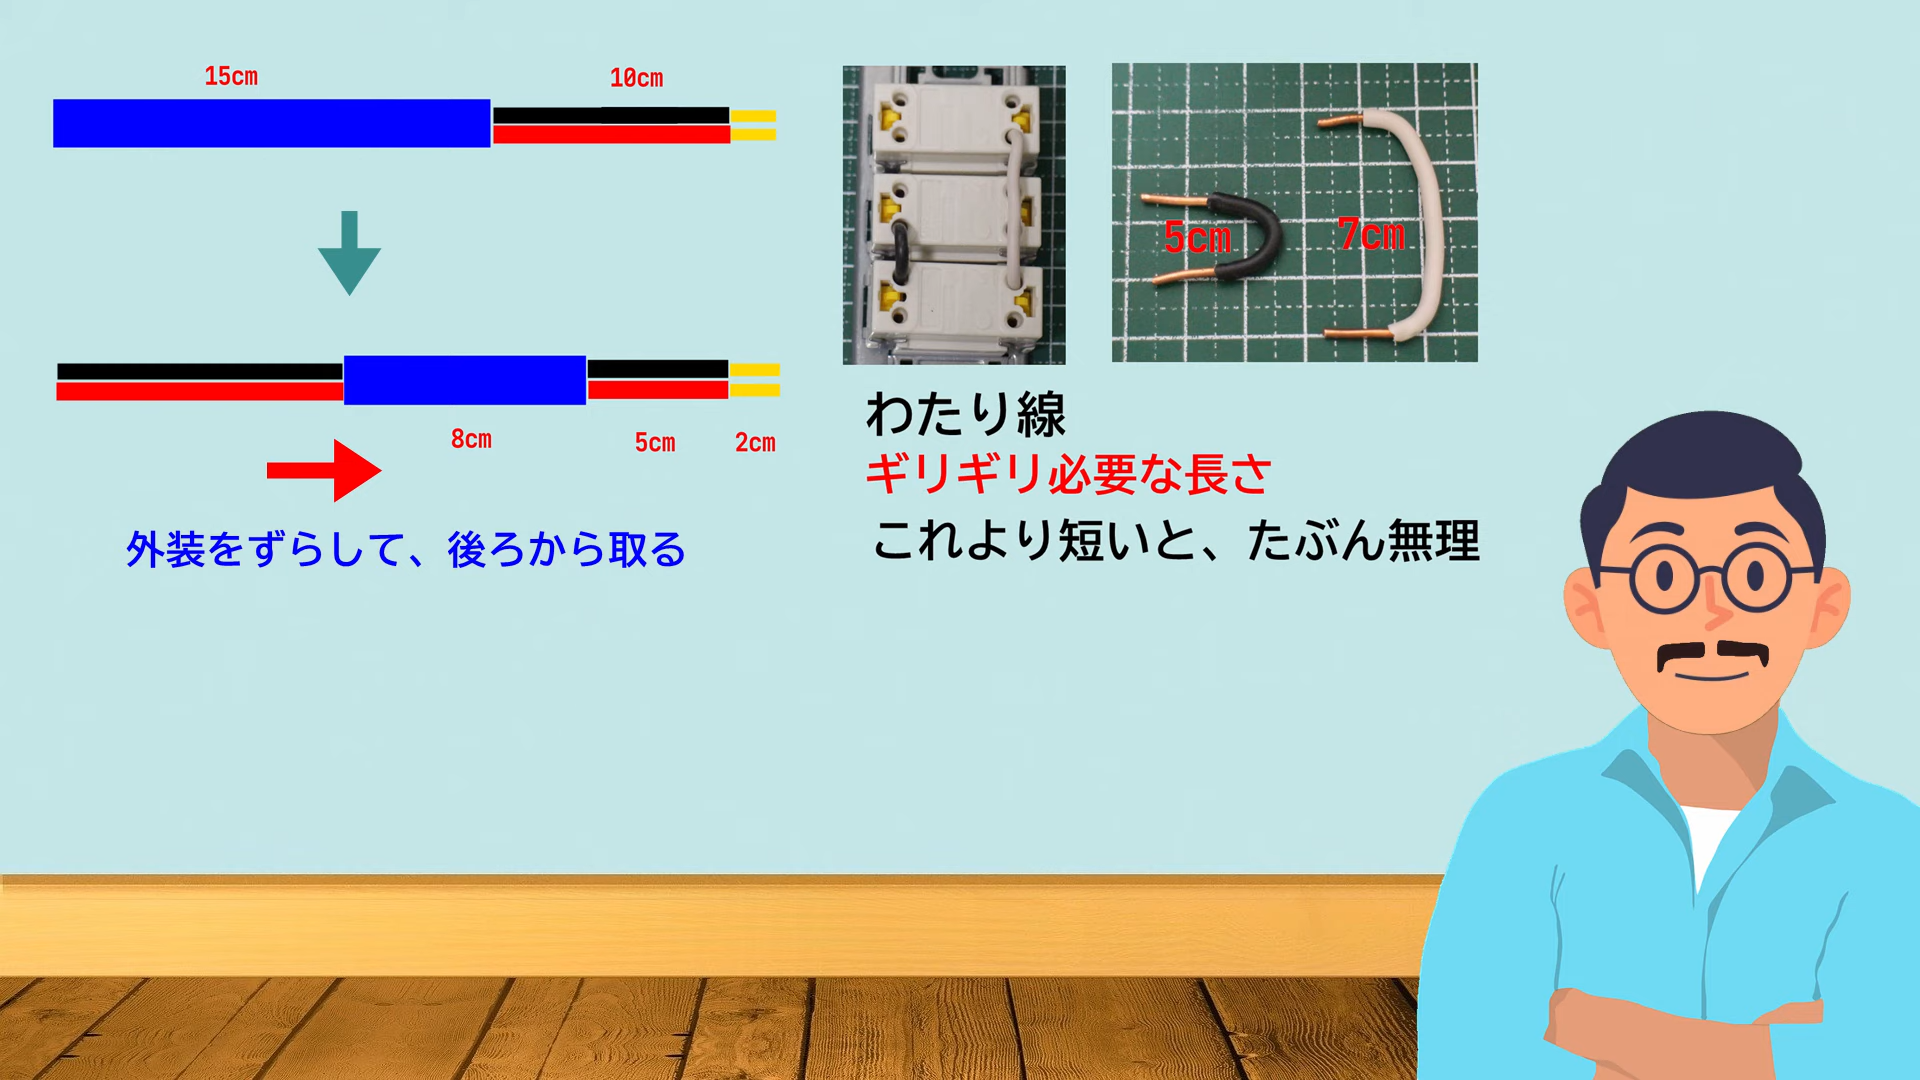 15cm
10cm
8cm
5cm
2cm
外装をずらして、後ろから取る
5cm
7cm
わたり線
ギリギリ必要な長さ
これより短いと、たぶん無理